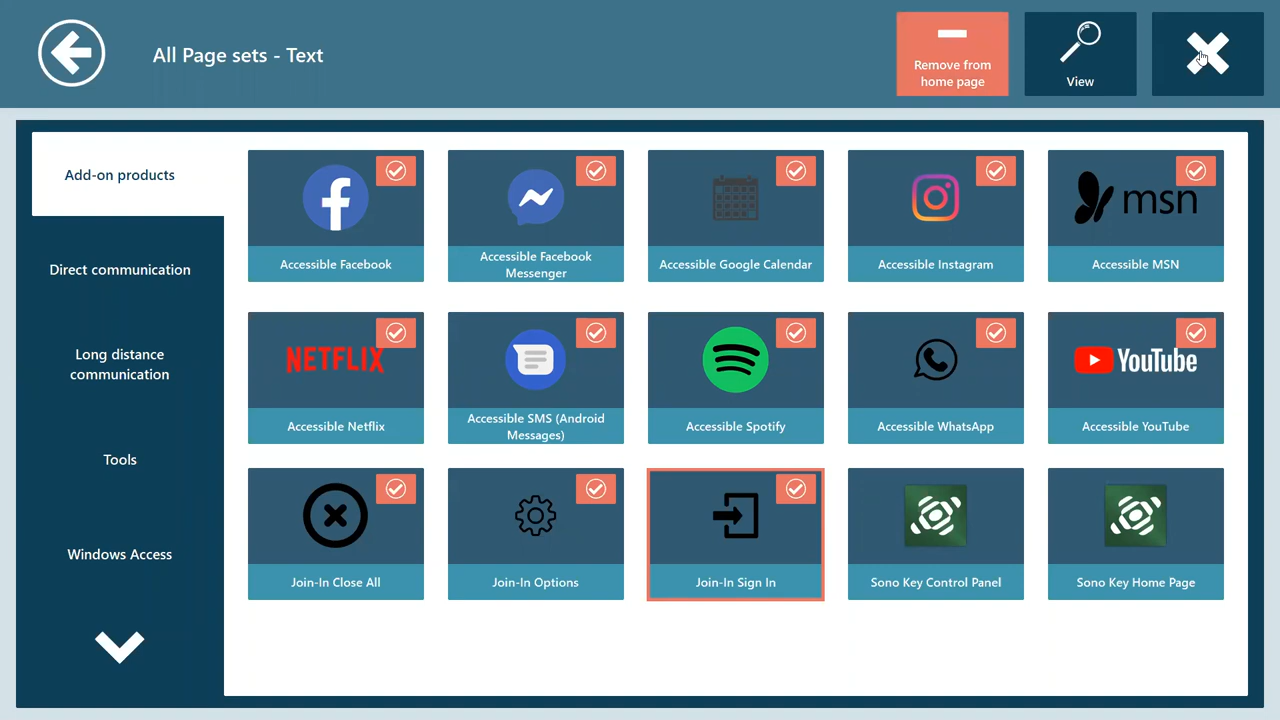 All Page sets - Text
Remove from
home page
View
Add-on products
Direct communication
Long distance
communication
Tools
Windows Access
Accessible Facebook
Accessible Facebook
Messenger
Accessible Google Calendar
Accessible Instagram
msn
Accessible MSN
NETFLIX
Accessible Netflix
Accessible SMS (Android
Messages)
Accessible Spotify
Accessible WhatsApp
YouTube
Accessible YouTube
Join-In Close All
Join-In Options
Join-In Sign In
Sono Key Control Panel
Sono Key Home Page